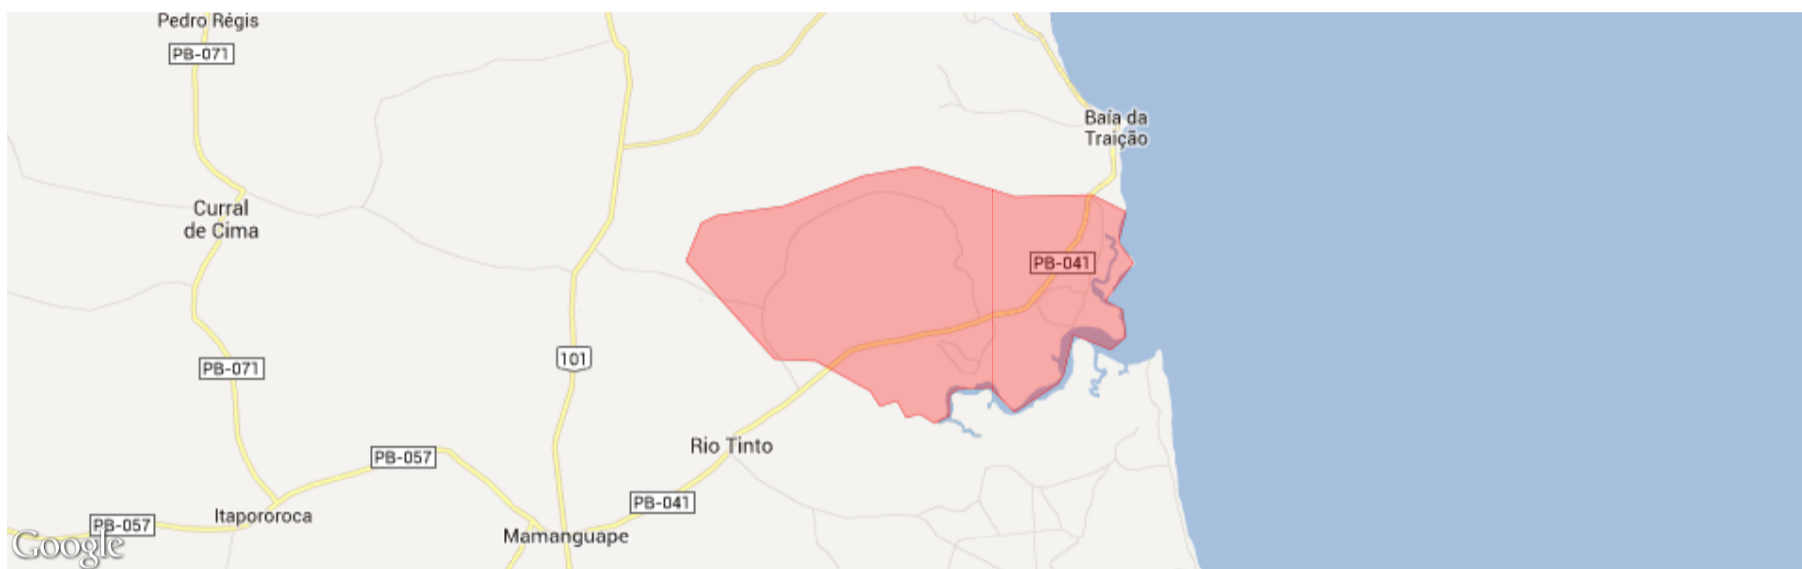 Pedro Régis
PB-071
Baía da
Traição
Curral
de Cima
PB-041
101
PB-071
Rio Tinto
PB-057
PB-041
Itapororoca
PB-057
Mamanguape
Google